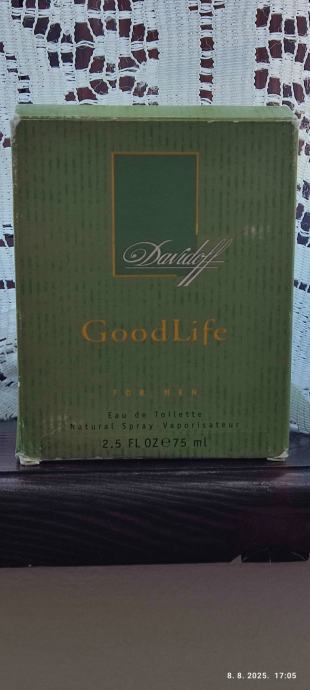 Davidoff
GoodLife
FOR MEN
Eau de Toilette
Natural Spray-Vaporisateur
2.5 FL OZ℮75 ml
8. 8. 2025. 17:05